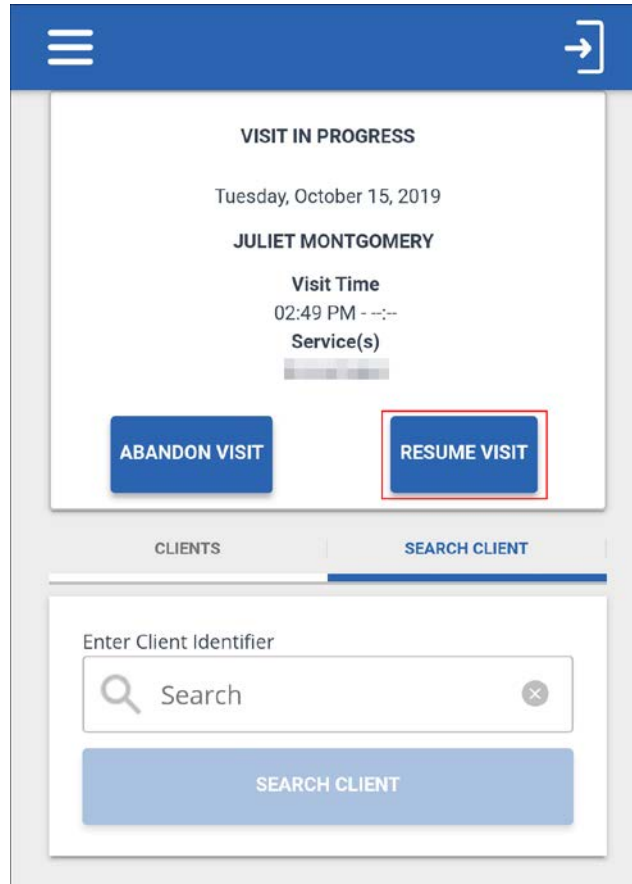 VISIT IN PROGRESS
Tuesday, October 15, 2019
JULIET MONTGOMERY
Visit Time
02:49 PM - --:--
Service(s)
ABANDON VISIT
RESUME VISIT
CLIENTS
SEARCH CLIENT
Enter Client Identifier
Search
SEARCH CLIENT